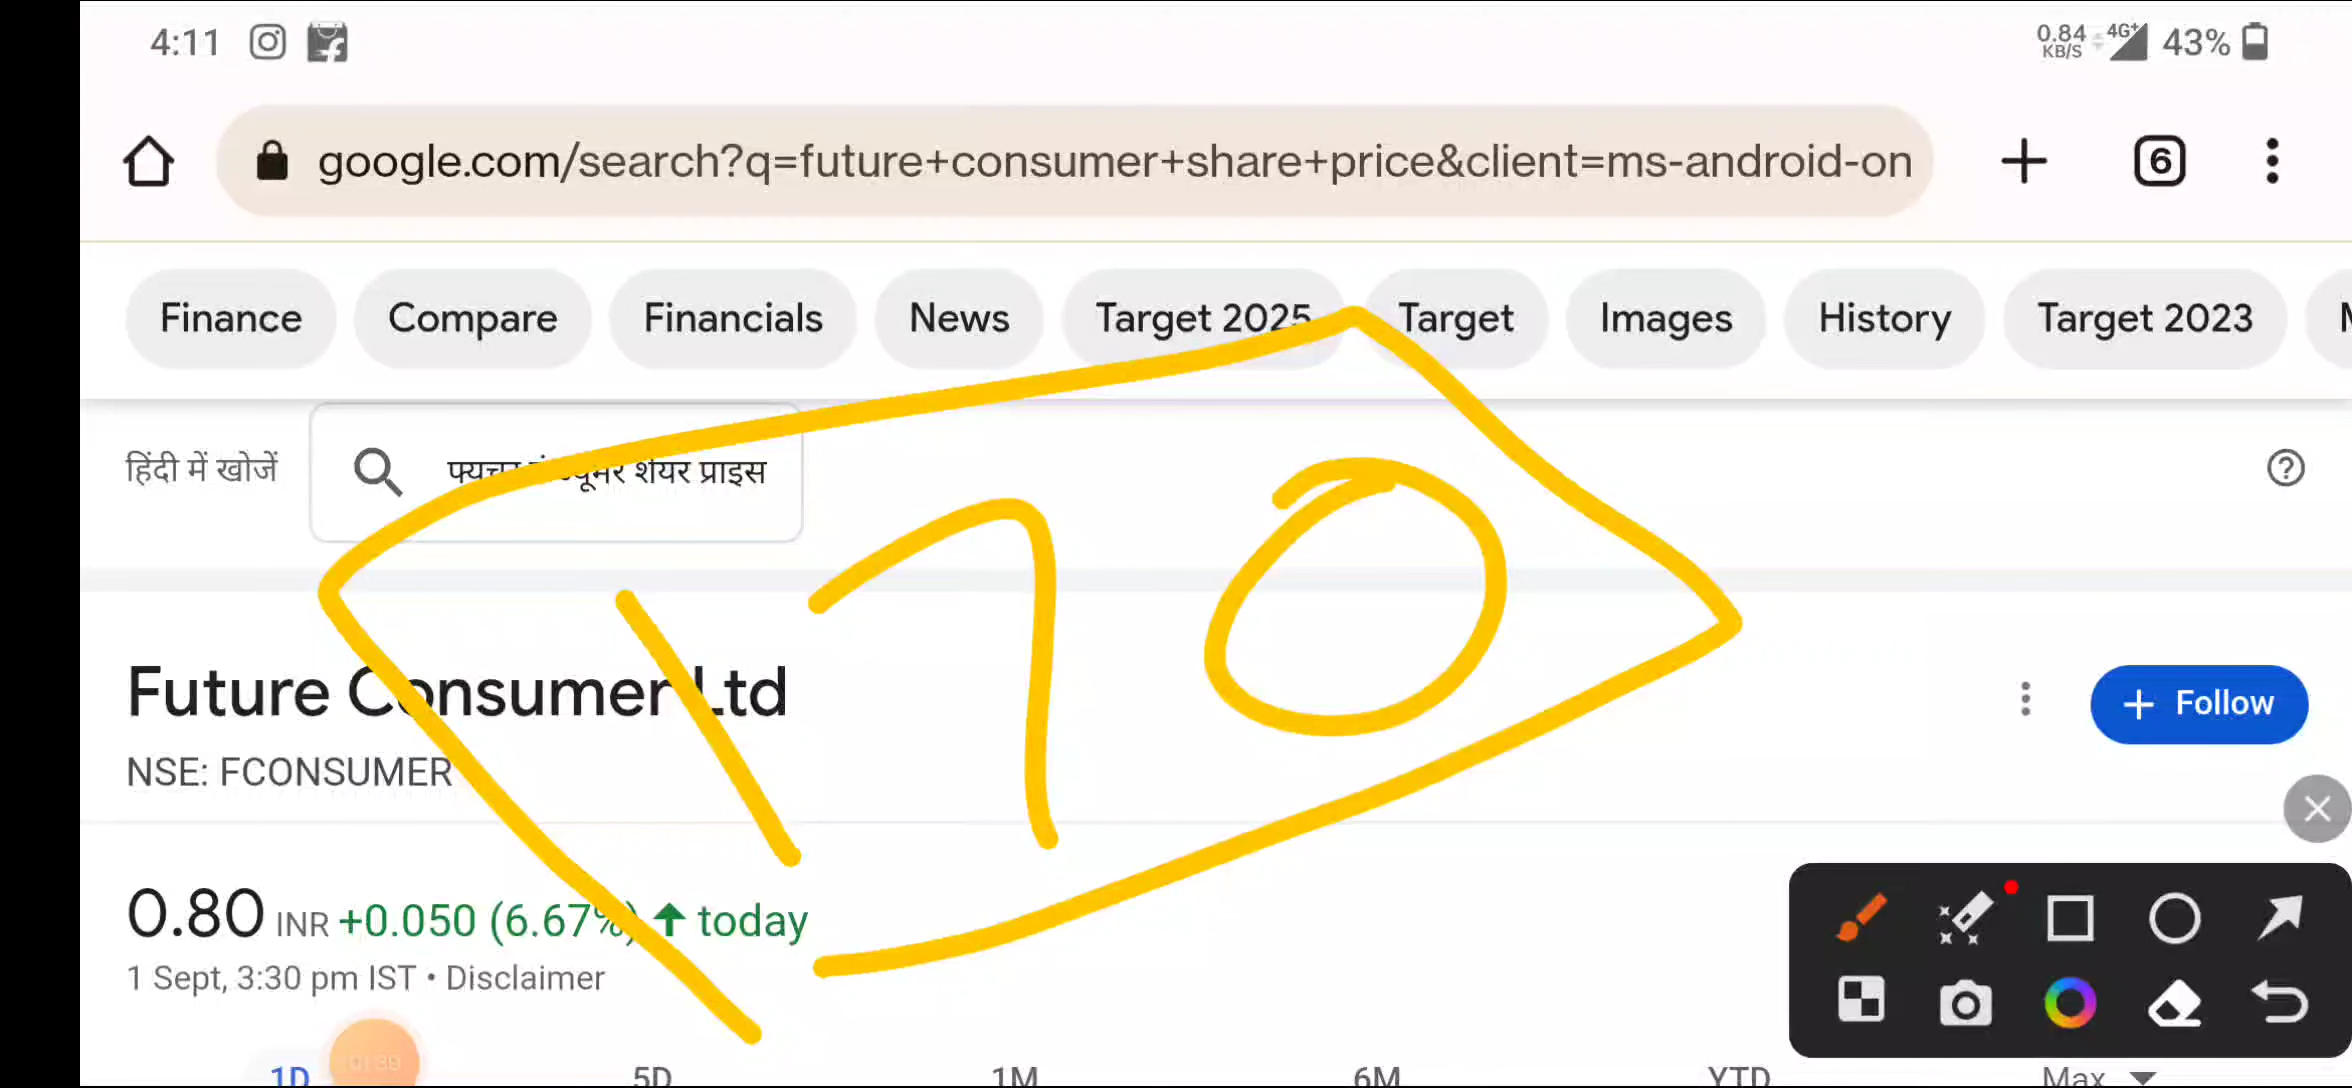 4:11 0.84 KB/S 4G+ 43%
google.com/search?q=future+consumer+share+price&client=ms-android-on 6
Finance Compare Financials News Target 2025 Target Images History Target 2023
हिंदी में खोजें शेयर प्राइस
170
Future Consumer Ltd
Follow
NSE: FCONSUMER
0.80 INR +0.050 (6.67%) today
1 Sept, 3:30 pm IST • Disclaimer
1D 5D 1M 6M YTD Max